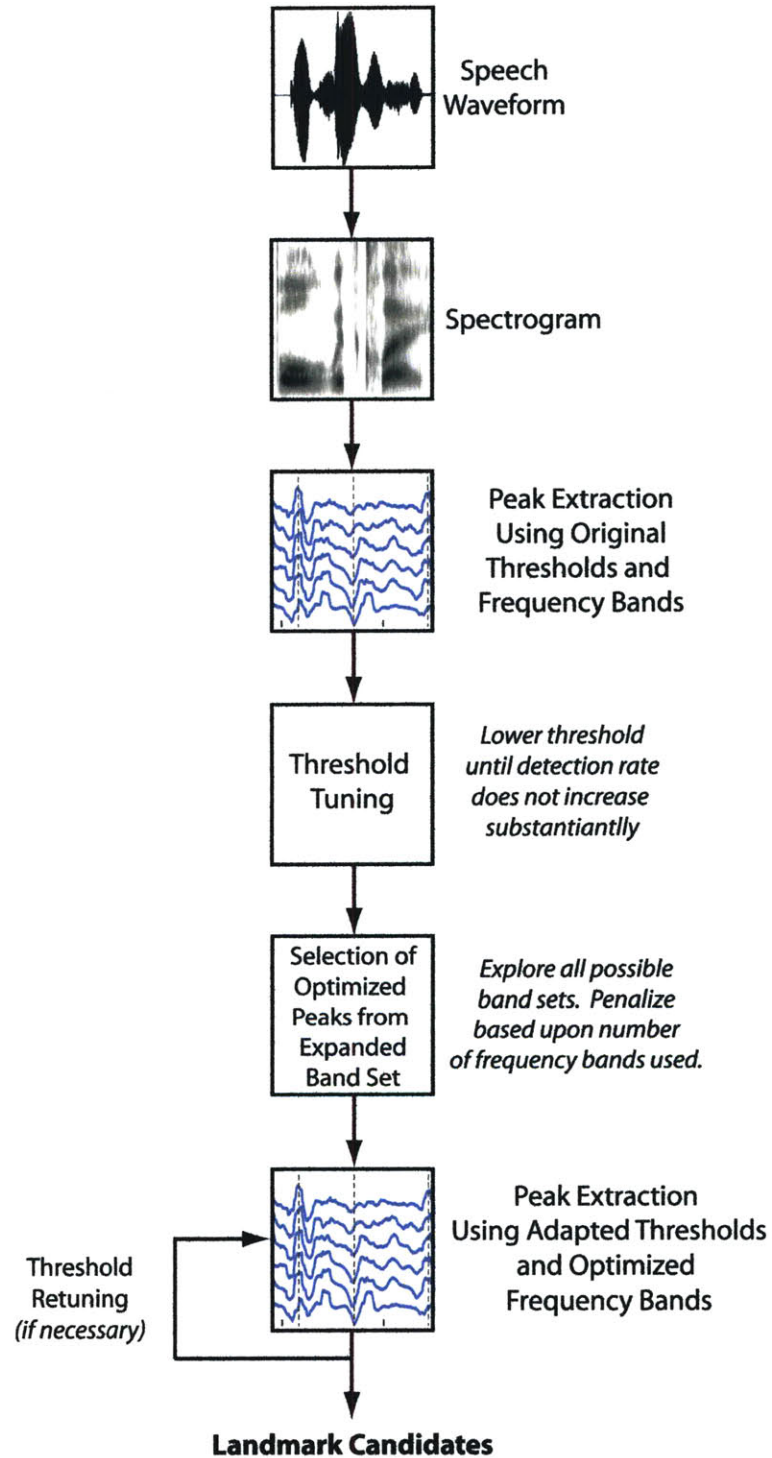 Speech
Waveform
Spectrogram
Peak Extraction
Using Original
Thresholds and
Frequency Bands
Threshold
Tuning
Lower threshold
until detection rate
does not increase
substantiantlly
Selection of
Optimized
Peaks from
Expanded
Band Set
Explore all possible
band sets. Penalize
based upon number
of frequency bands used.
Peak Extraction
Using Adapted Thresholds
and Optimized
Frequency Bands
Threshold
Retuning
(if necessary)
Landmark Candidates